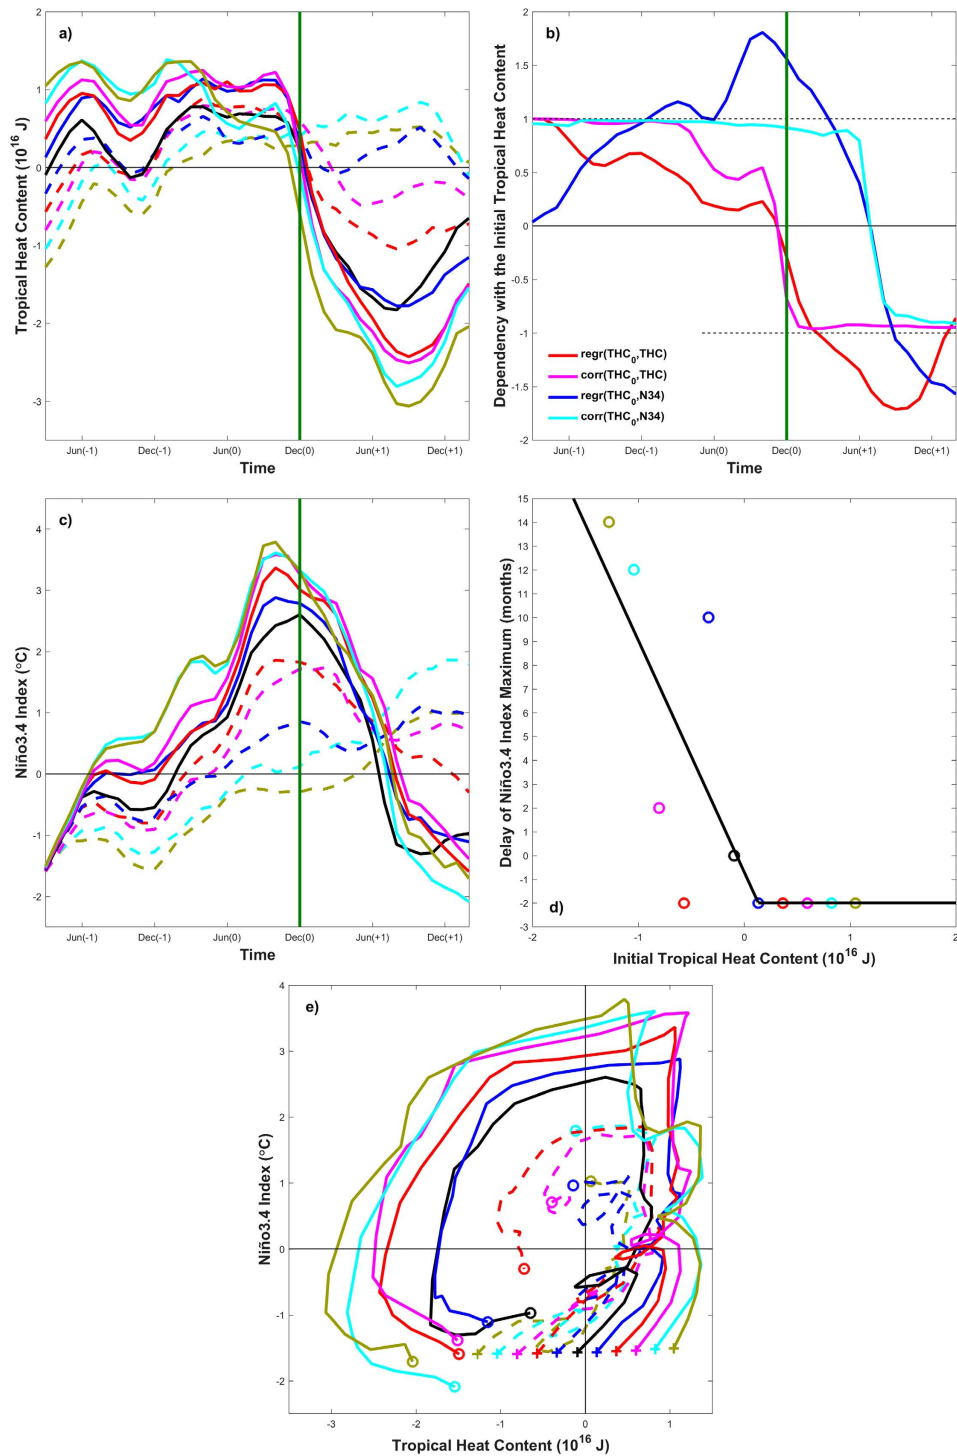 a)
Tropical Heat Content (10^16 J)
2
1
0
-1
-2
-3
Jun(-1) Dec(-1) Jun(0) Dec(0) Jun(+1) Dec(+1)
Time
b)
Dependency with the Initial Tropical Heat Content
2
1.5
1
0.5
0
-0.5
-1
-1.5
-2
regr(THC_0,THC)
corr(THC_0,THC)
regr(THC_0,N34)
corr(THC_0,N34)
Jun(-1) Dec(-1) Jun(0) Dec(0) Jun(+1) Dec(+1)
Time
c)
Niño3.4 Index (°C)
4
3
2
1
0
-1
-2
Jun(-1) Dec(-1) Jun(0) Dec(0) Jun(+1) Dec(+1)
Time
Delay of Niño3.4 Index Maximum (months)
15
14
13
12
11
10
9
8
7
6
5
4
3
2
1
0
-1
-2
-3
d)
-2 -1 0 1 2
Initial Tropical Heat Content (10^16 J)
e)
Niño3.4 Index (°C)
4
3
2
1
0
-1
-2
-3 -2 -1 0 1
Tropical Heat Content (10^16 J)